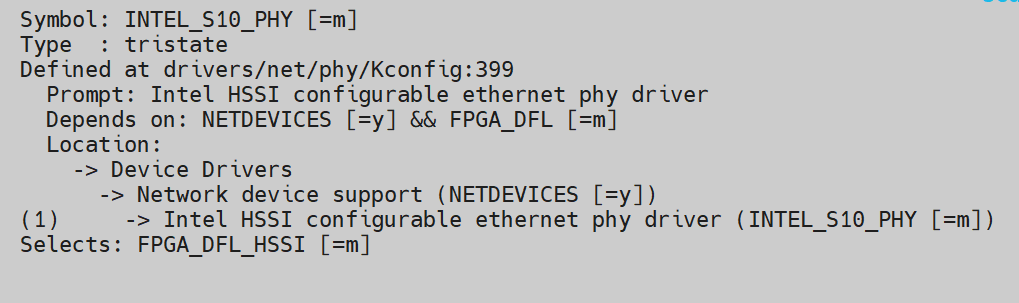 Symbol: INTEL_S10_PHY [=m]
Type  : tristate
Defined at drivers/net/phy/Kconfig:399
  Prompt: Intel HSSI configurable ethernet phy driver
  Depends on: NETDEVICES [=y] && FPGA_DFL [=m]
  Location:
    -> Device Drivers
      -> Network device support (NETDEVICES [=y])
(1)     -> Intel HSSI configurable ethernet phy driver (INTEL_S10_PHY [=m])
Selects: FPGA_DFL_HSSI [=m]